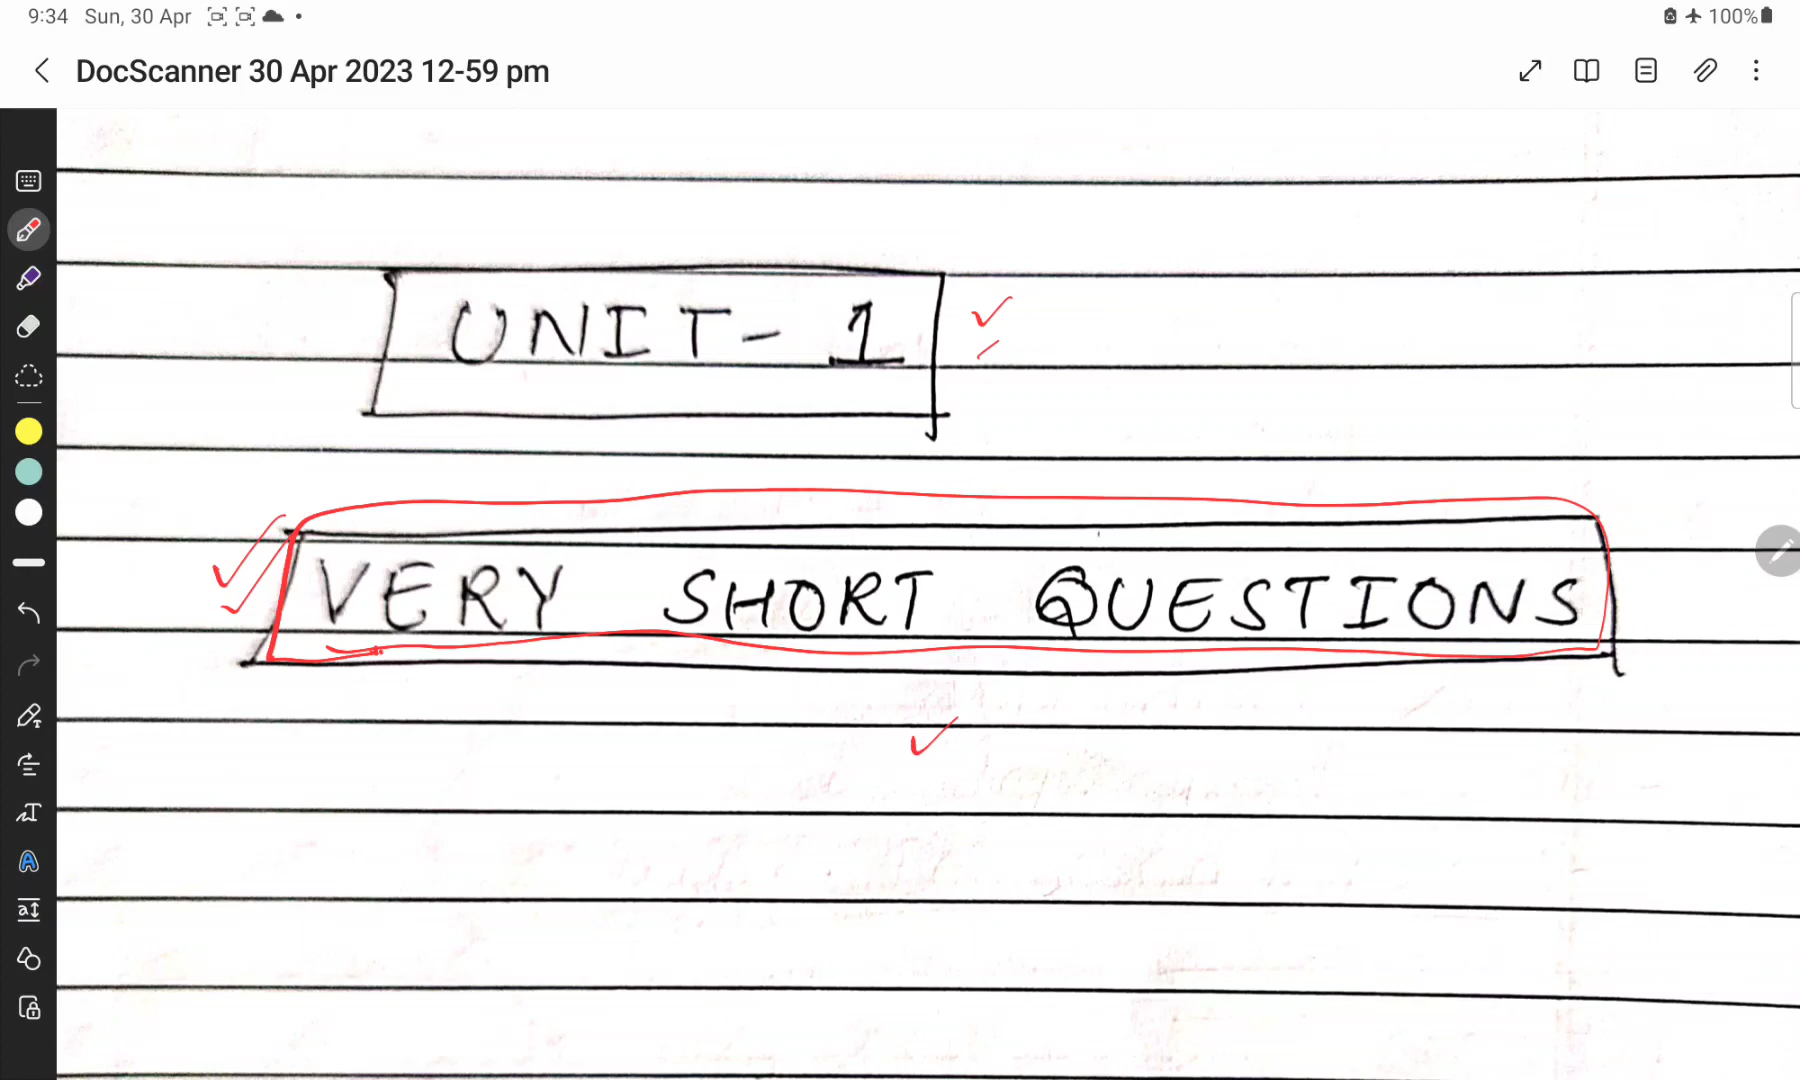 9:34 Sun, 30 Apr 100%
DocScanner 30 Apr 2023 12-59 pm
UNIT- 1
VERY SHORT QUESTIONS